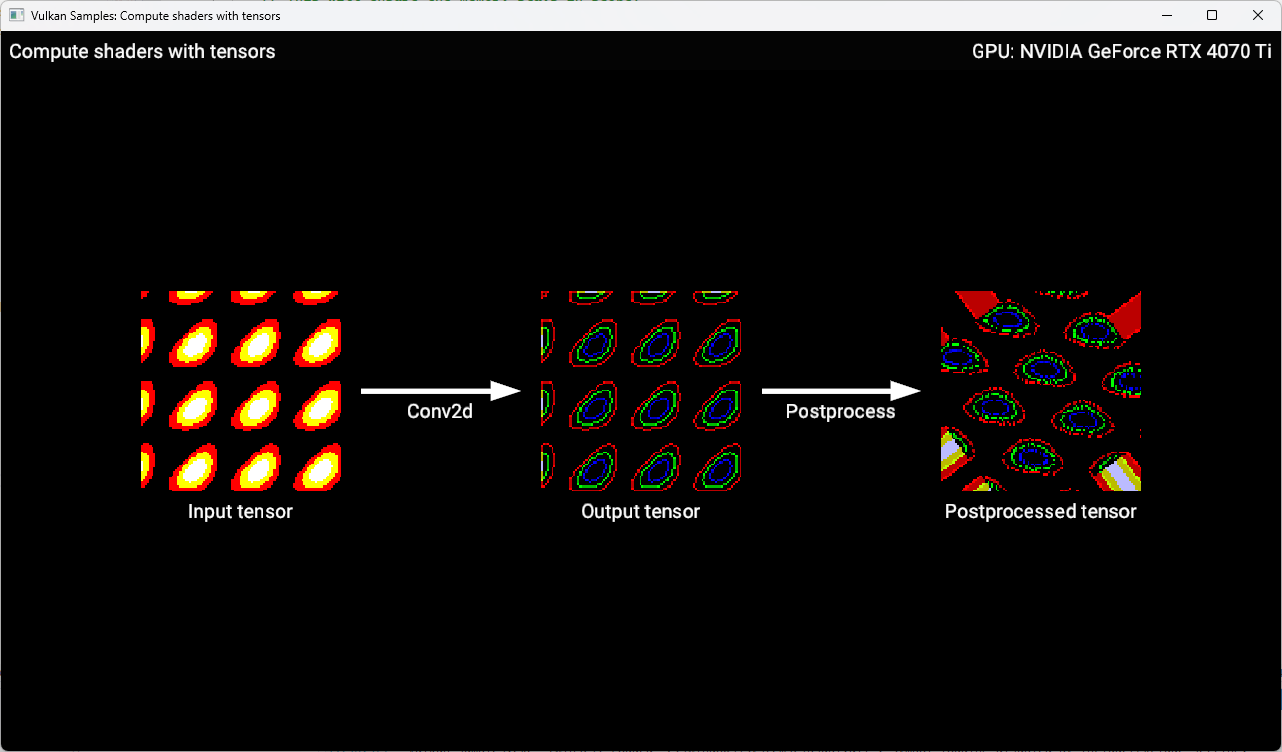 Vulkan Samples: Compute shaders with tensors
Compute shaders with tensors
GPU: NVIDIA GeForce RTX 4070 Ti
Conv2d
Postprocess
Input tensor
Output tensor
Postprocessed tensor